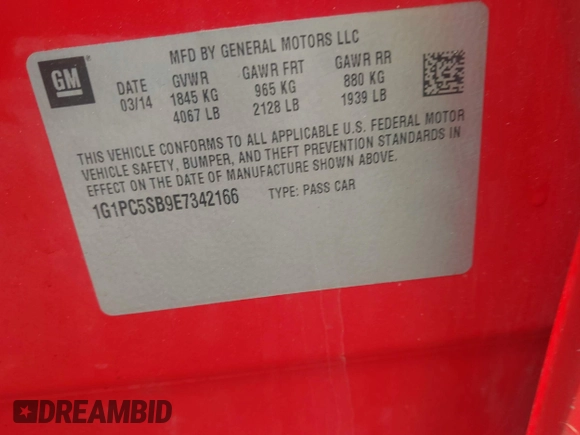 MFD BY GENERAL MOTORS LLC
GM
DATE GVWR GAWR FRT GAWR RR
03/14 1845 KG 965 KG 880 KG
4067 LB 2128 LB 1939 LB
THIS VEHICLE CONFORMS TO ALL APPLICABLE U.S. FEDERAL MOTOR
VEHICLE SAFETY, BUMPER, AND THEFT PREVENTION STANDARDS IN
EFFECT ON THE DATE OF MANUFACTURE SHOWN ABOVE.
1G1PC5SB9E7342166 TYPE: PASS CAR
DREAMBID